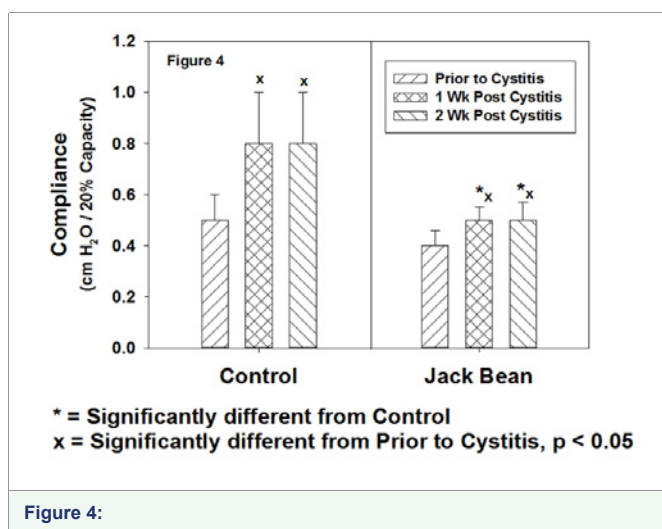 Figure 4
1.2
1.0
0.8
0.6
0.4
0.2
0.0
Compliance
(cm H₂O / 20% Capacity)
x
x
Prior to Cystitis
1 Wk Post Cystitis
2 Wk Post Cystitis
*x
*x
Control
Jack Bean
* = Significantly different from Control
x = Significantly different from Prior to Cystitis, p < 0.05
Figure 4: